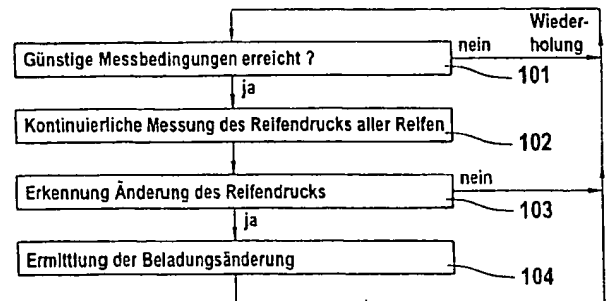 Wieder-
holung
Günstige Messbedingungen erreicht ?
nein
101
ja
Kontinuierliche Messung des Reifendrucks aller Reifen
102
Erkennung Änderung des Reifendrucks
nein
103
ja
Ermittlung der Beladungsänderung
104